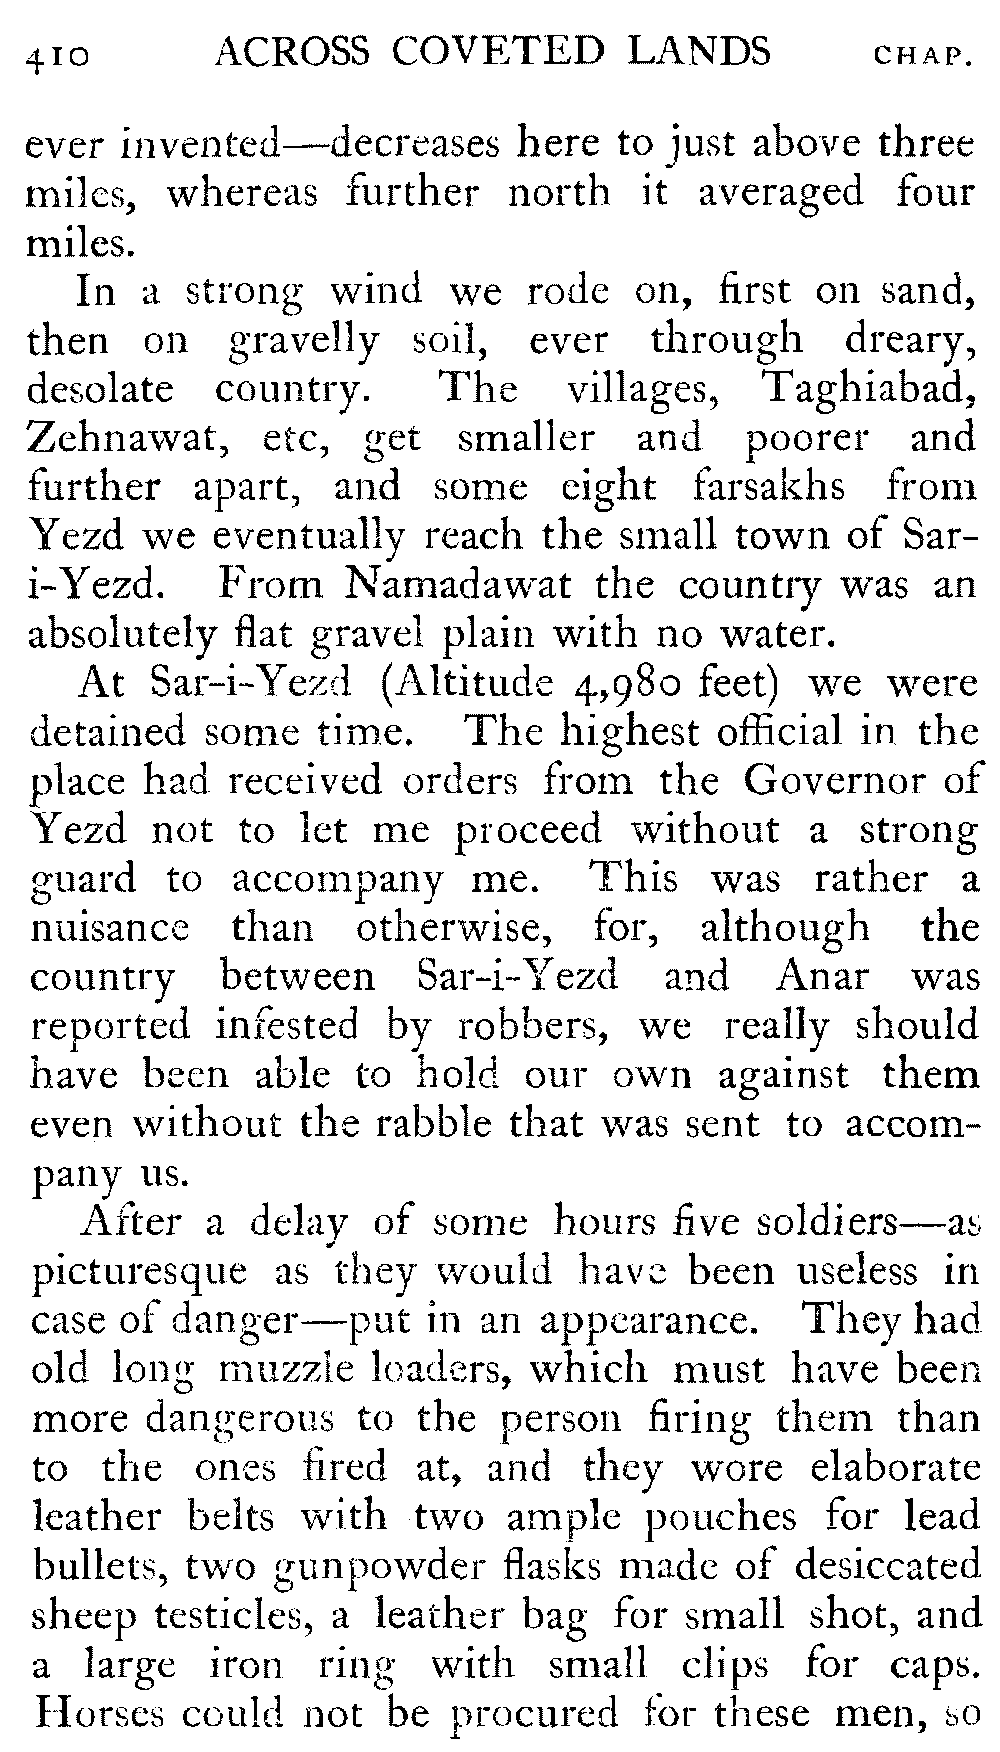 410 ACROSS COVETED LANDS CHAP.
ever invented—decreases here to just above three
miles, whereas further north it averaged four
miles.
In a strong wind we rode on, first on sand,
then on gravelly soil, ever through dreary,
desolate country. The villages, Taghiabad,
Zehnawat, etc, get smaller and poorer and
further apart, and some eight farsakhs from
Yezd we eventually reach the small town of Sar-
i-Yezd. From Namadawat the country was an
absolutely flat gravel plain with no water.
At Sar-i-Yezd (Altitude 4,980 feet) we were
detained some time. The highest official in the
place had received orders from the Governor of
Yezd not to let me proceed without a strong
guard to accompany me. This was rather a
nuisance than otherwise, for, although the
country between Sar-i-Yezd and Anar was
reported infested by robbers, we really should
have been able to hold our own against them
even without the rabble that was sent to accom-
pany us.
After a delay of some hours five soldiers—as
picturesque as they would have been useless in
case of danger—put in an appearance. They had
old long muzzle loaders, which must have been
more dangerous to the person firing them than
to the ones fired at, and they wore elaborate
leather belts with two ample pouches for lead
bullets, two gunpowder flasks made of desiccated
sheep testicles, a leather bag for small shot, and
a large iron ring with small clips for caps.
Horses could not be procured for these men, so